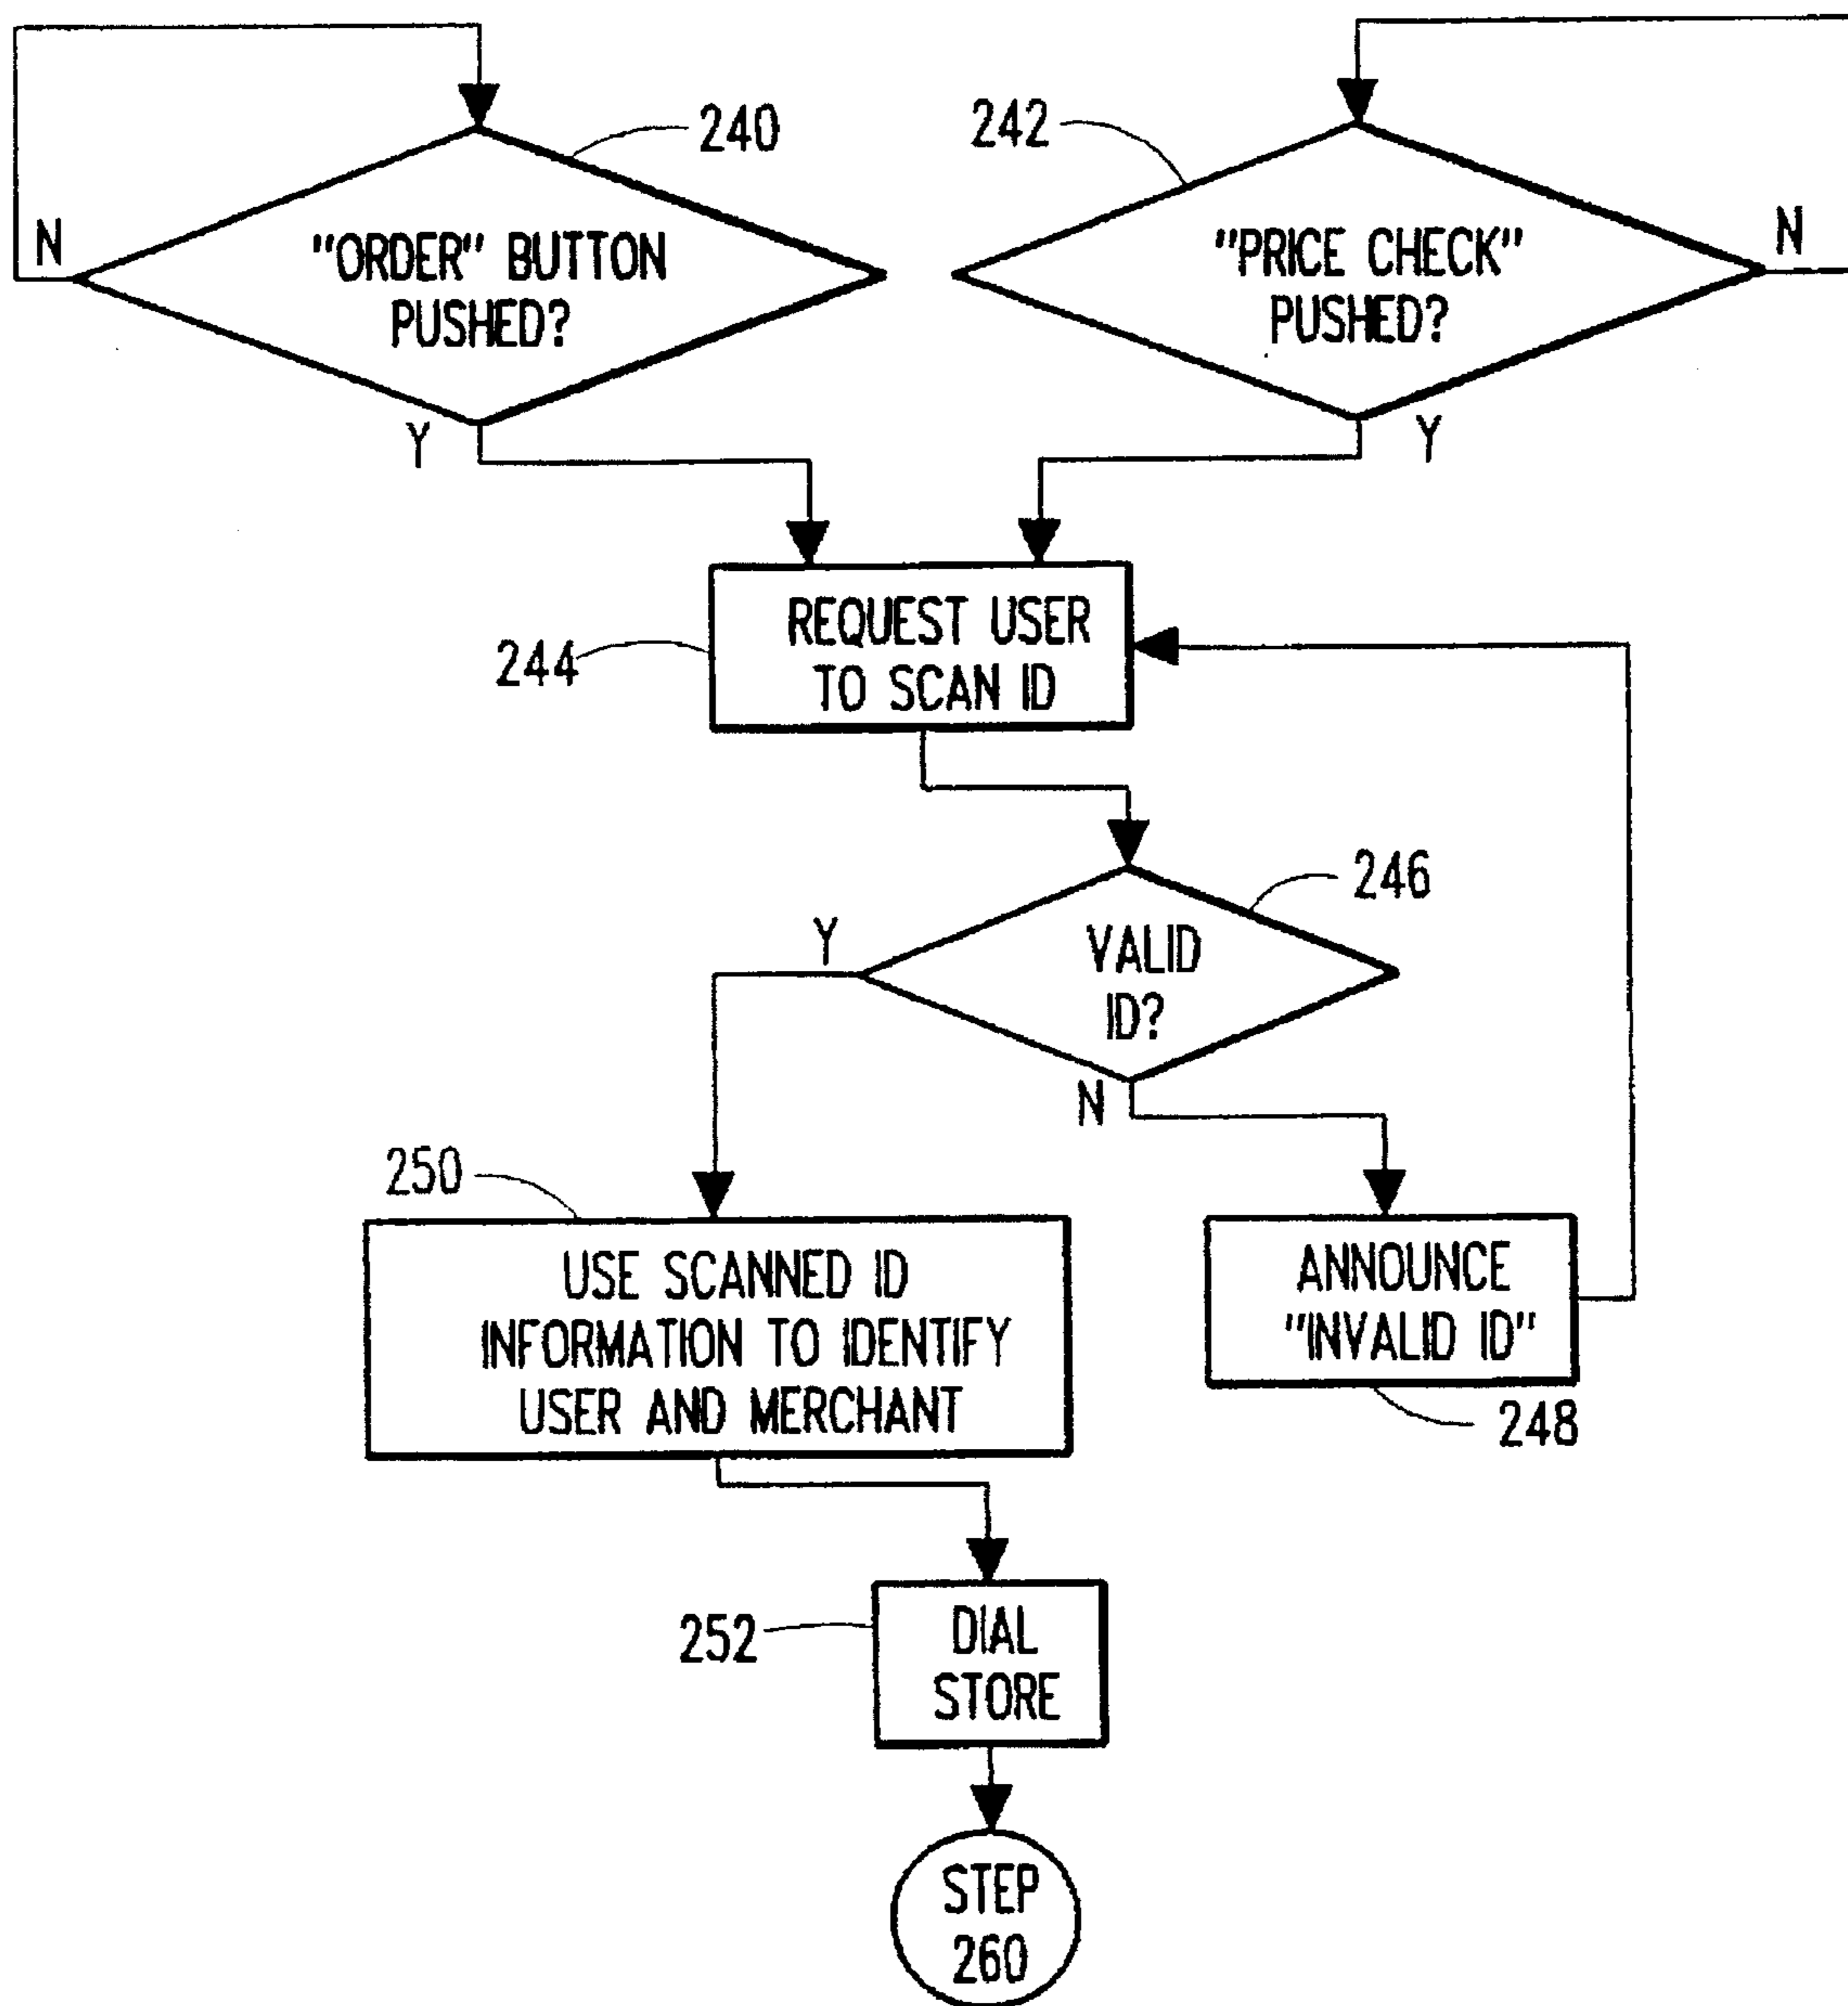 240
242
N
"ORDER" BUTTON
PUSHED?
"PRICE CHECK"
PUSHED?
N
Y
Y
244
REQUEST USER
TO SCAN ID
246
Y
VALID
ID?
N
250
USE SCANNED ID
INFORMATION TO IDENTIFY
USER AND MERCHANT
ANNOUNCE
"INVALID ID"
248
252
DIAL
STORE
STEP
260